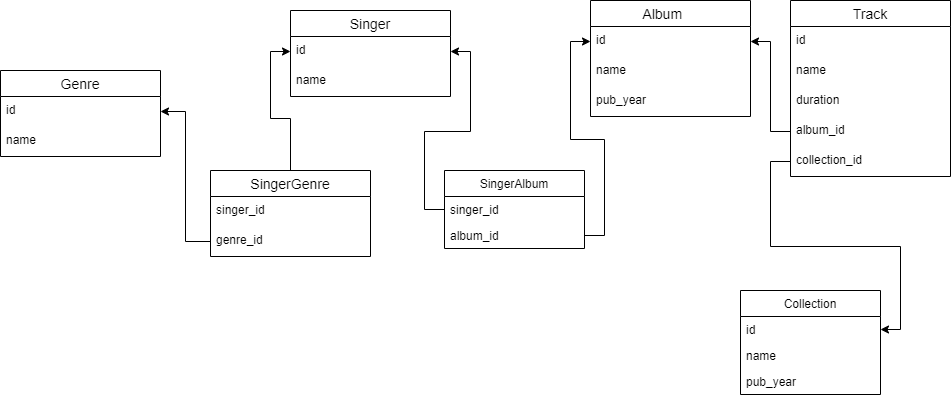 Genre
id
name
Singer
id
name
SingerGenre
singer_id
genre_id
SingerAlbum
singer_id
album_id
Album
id
name
pub_year
Track
id
name
duration
album_id
collection_id
Collection
id
name
pub_year